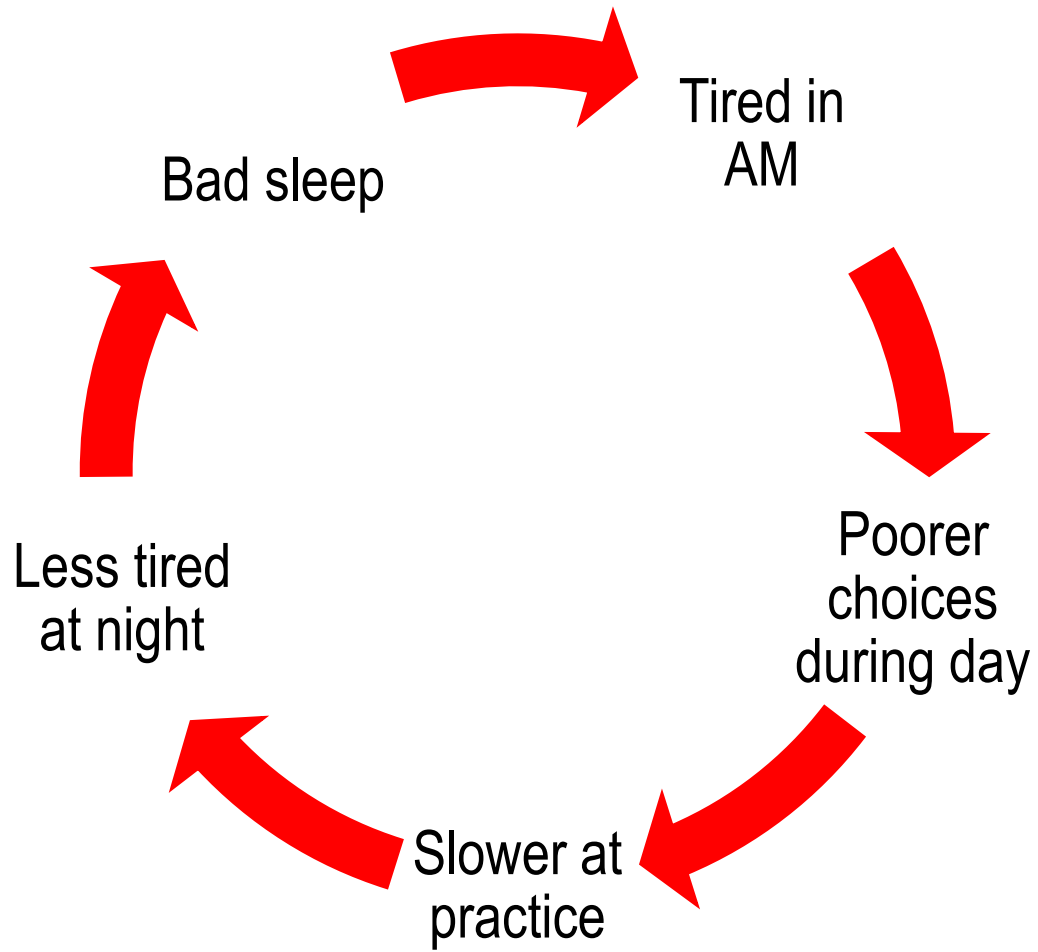 Bad sleep
Tired in
AM
Poorer
choices
during day
Slower at
practice
Less tired
at night